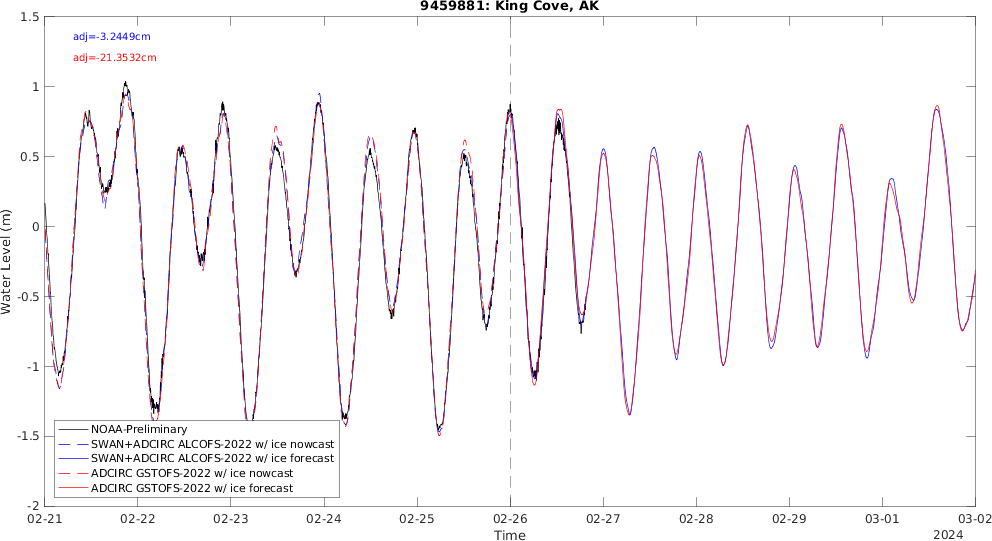 9459881: King Cove, AK
adj=-3.2449cm
adj=-21.3532cm
Water Level (m)
1.5
1
0.5
0
-0.5
-1
-1.5
-2
NOAA-Preliminary
SWAN+ADCIRC ALCOFS-2022 w/ ice nowcast
SWAN+ADCIRC ALCOFS-2022 w/ ice forecast
ADCIRC GSTOFS-2022 w/ ice nowcast
ADCIRC GSTOFS-2022 w/ ice forecast
02-21 02-22 02-23 02-24 02-25 02-26 02-27 02-28 02-29 03-01 03-02
Time
2024